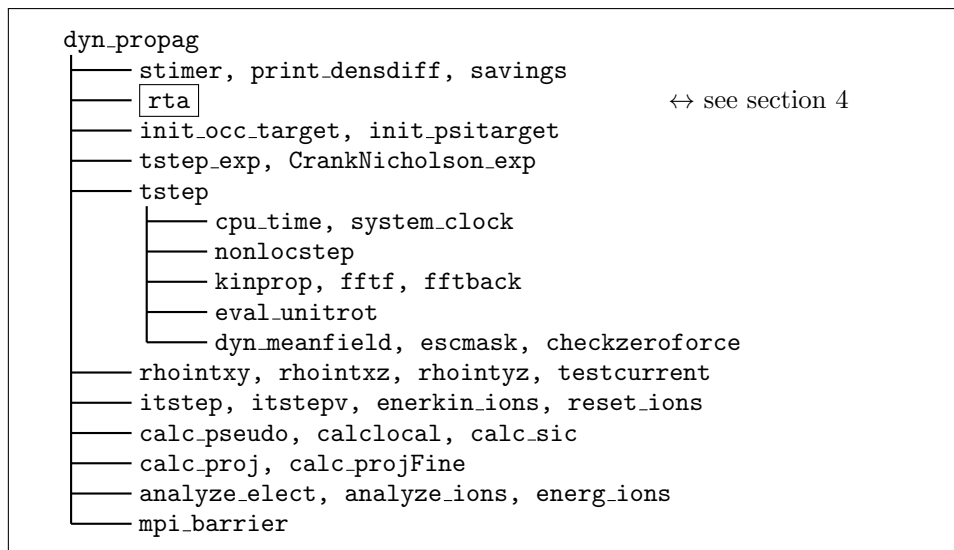 dyn_propag
stimer, print_densdiff, savings
rta ↔ see section 4
init_occ_target, init_psitarget
tstep_exp, CrankNicholson_exp
tstep
cpu_time, system_clock
nonlocstep
kinprop, fftf, fftback
eval_unitrot
dyn_meanfield, escmask, checkzeroforce
rhointxy, rhointxz, rhointyz, testcurrent
itstep, itstepv, enerkin_ions, reset_ions
calc_pseudo, calclocal, calc_sic
calc_proj, calc_projFine
analyze_elect, analyze_ions, energ_ions
mpi_barrier